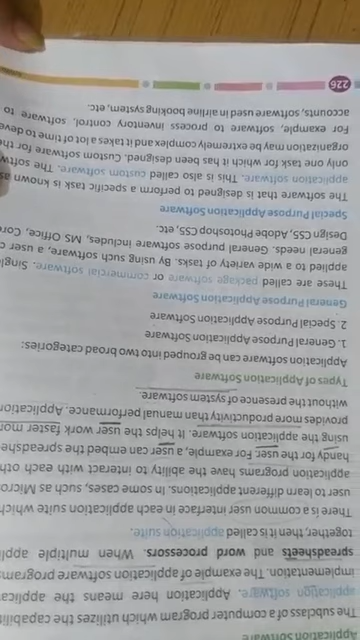 Application Software
The subclass of a computer program which utilizes the capabili
application software. Application here means the applica
implementation. The example of application software program
spreadsheets and word processors. When multiple appli
together, then it is called application suite.
There is a common user interface in each application suite which
user to learn different applications. In some cases, such as Micros
application programs have the ability to interact with each oth
handy for the user. For example, a user can embed the spreadshe
using the application software. It helps the user work faster mor
provides more productivity than manual performance. Application
without the presence of system software.
Types of Application Software
Application software can be grouped into two broad categories:
1. General Purpose Application Software
2. Special Purpose Application Software
General Purpose Application Software
These are called package software or commercial software. Single
applied to a wide variety of tasks. By using such software, a user c
general needs. General purpose software includes, MS Office, Core
Design CS5, Adobe Photoshop CS5, etc.
Special Purpose Application Software
The software that is designed to perform a specific task is known as
application software. This is also called custom software. The softw
only one task for which it has been designed. Custom software for the
organization may be extremely complex and it takes a lot of time to deve
For example, software to process inventory control, software to
accounts, software used in airline booking system, etc.
226